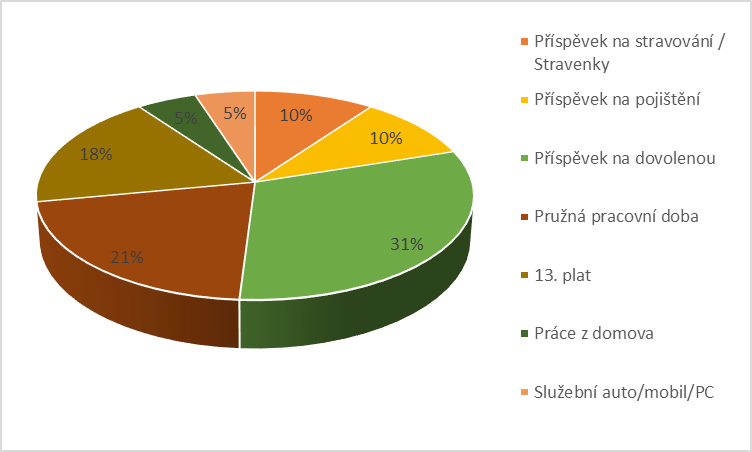 10%
10%
31%
21%
18%
5%
5%
Příspěvek na stravování /
Stravenky
Příspěvek na pojištění
Příspěvek na dovolenou
Pružná pracovní doba
13. plat
Práce z domova
Služební auto/mobil/PC